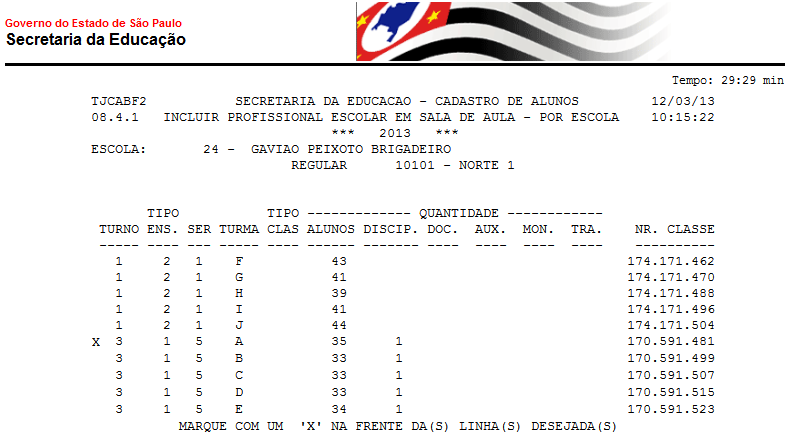 Governo do Estado de São Paulo
Secretaria da Educação
Tempo: 29:29 min
TJCABF2 SECRETARIA DA EDUCACAO - CADASTRO DE ALUNOS 12/03/13
08.4.1 INCLUIR PROFISSIONAL ESCOLAR EM SALA DE AULA - POR ESCOLA 10:15:22
*** 2013 ***
ESCOLA: 24 - GAVIAO PEIXOTO BRIGADEIRO
REGULAR 10101 - NORTE 1
TIPO TIPO ------------- QUANTIDADE ------------
TURNO ENS. SER TURMA CLAS ALUNOS DISCIP. DOC. AUX. MON. TRA. NR. CLASSE
----- ---- --- ----- ---- ------ ------- ---- ---- ---- ---- ----------
1 2 1 F 43 174.171.462
1 2 1 G 41 174.171.470
1 2 1 H 39 174.171.488
1 2 1 I 41 174.171.496
1 2 1 J 44 174.171.504
X 3 1 5 A 35 1 170.591.481
3 1 5 B 33 1 170.591.499
3 1 5 C 33 1 170.591.507
3 1 5 D 33 1 170.591.515
3 1 5 E 34 1 170.591.523
MARQUE COM UM 'X' NA FRENTE DA(S) LINHA(S) DESEJADA(S)